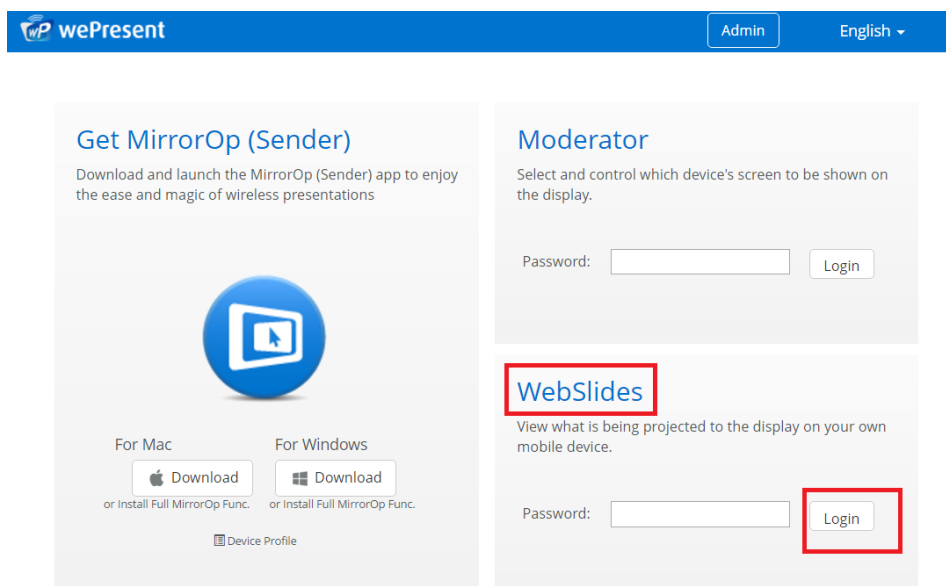 wP wePresent
Admin
English
Get MirrorOp (Sender)
Download and launch the MirrorOp (Sender) app to enjoy
the ease and magic of wireless presentations
For Mac
For Windows
Download
Download
or Install Full MirrorOp Func.
or Install Full MirrorOp Func.
Device Profile
Moderator
Select and control which device's screen to be shown on
the display.
Password:
Login
WebSlides
View what is being projected to the display on your own
mobile device.
Password:
Login